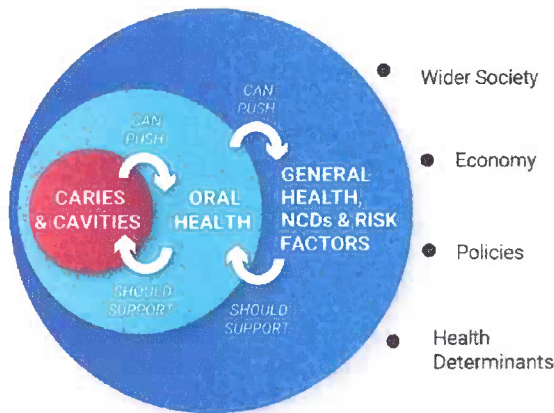 CAN
PUSH
CAN
PUSH
CARIES
& CAVITIES
ORAL
HEALTH
GENERAL
HEALTH,
NCDs & RISK
FACTORS
SHOULD
SUPPORT
SHOULD
SUPPORT
Wider Society
Economy
Policies
Health
Determinants